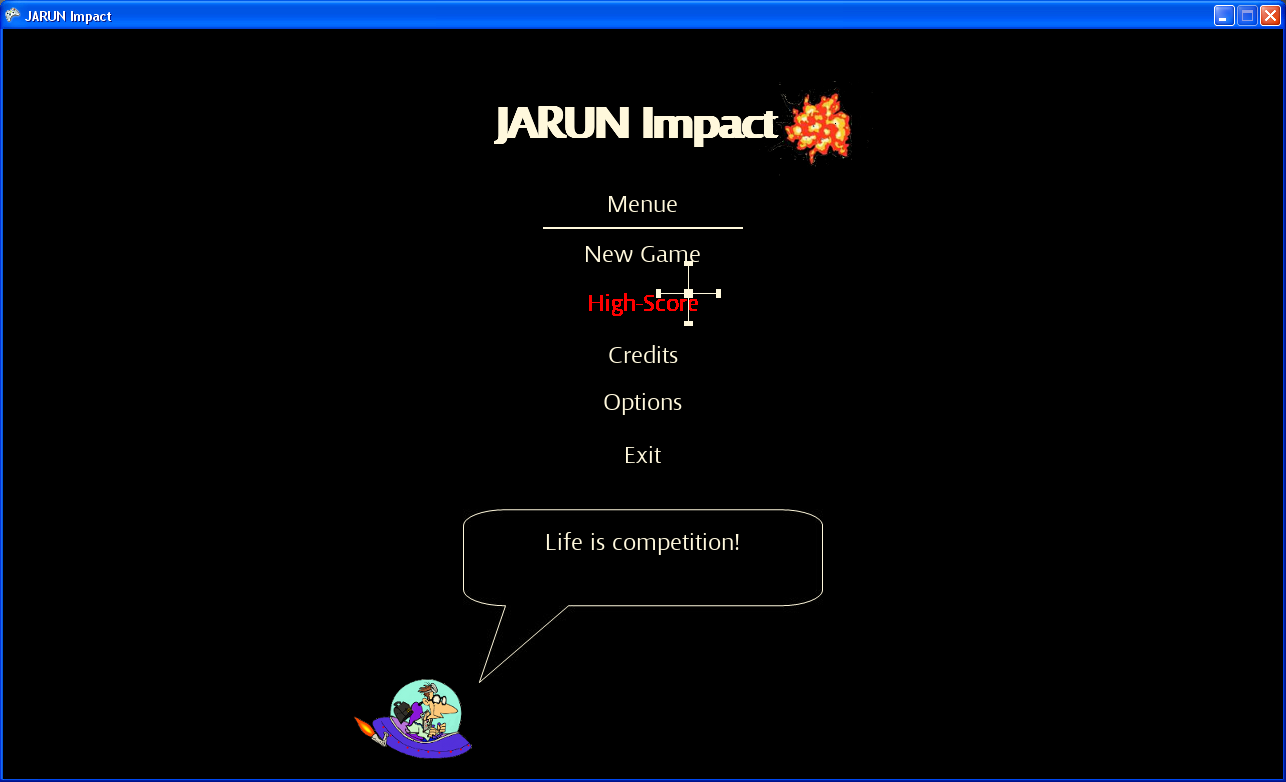 JARUN Impact
JARUN Impact
Menue
New Game
High-Score
Credits
Options
Exit
Life is competition!